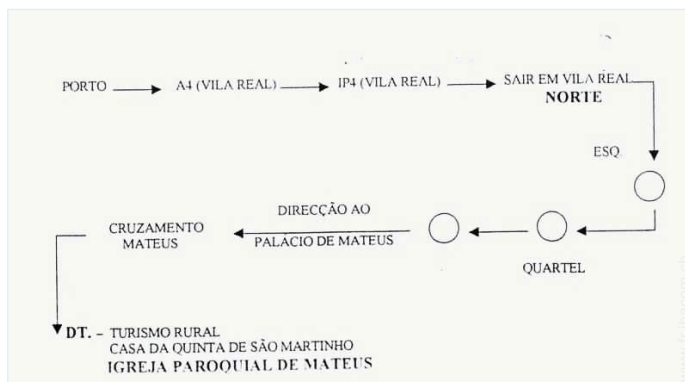 PORTO
A4 (VILA REAL)
IP4 (VILA REAL)
SAIR EM VILA REAL
NORTE
ESQ.
DIRECÇÃO AO
PALACIO DE MATEUS
CRUZAMENTO
MATEUS
QUARTEL
DT. – TURISMO RURAL
CASA DA QUINTA DE SÃO MARTINHO
IGREJA PAROQUIAL DE MATEUS